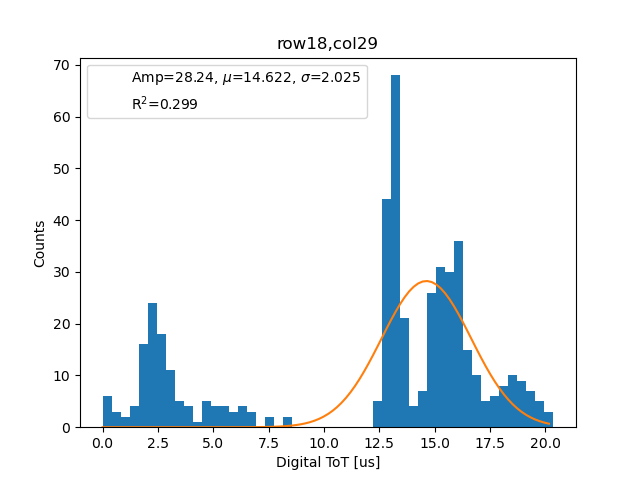 row18,col29
Amp=28.24, μ=14.622, σ=2.025
R²=0.299
70
60
50
40
30
20
10
0
Counts
0.0 2.5 5.0 7.5 10.0 12.5 15.0 17.5 20.0
Digital ToT [us]